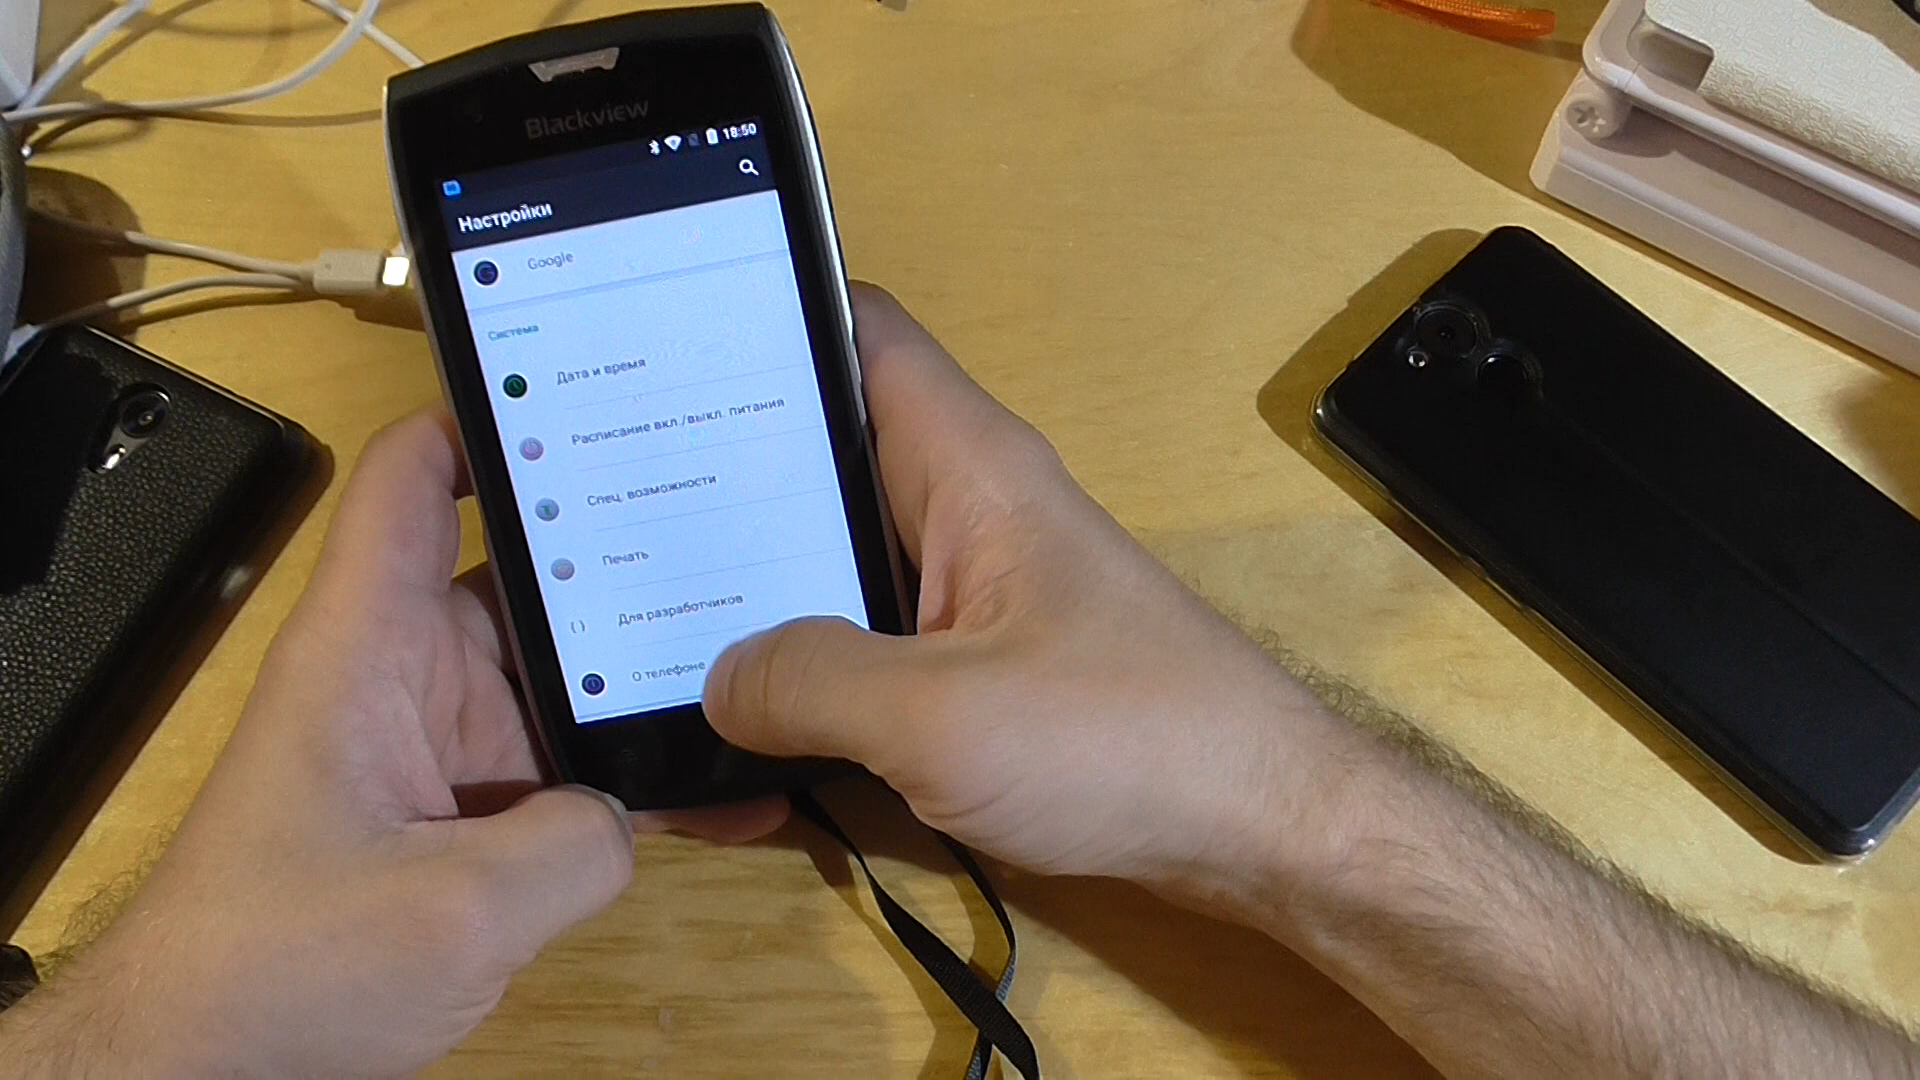 Blackview
18:50
Настройки
Google
Система
Дата и время
Расписание вкл./выкл. питания
Спец. возможности
Печать
Для разработчиков
О телефоне